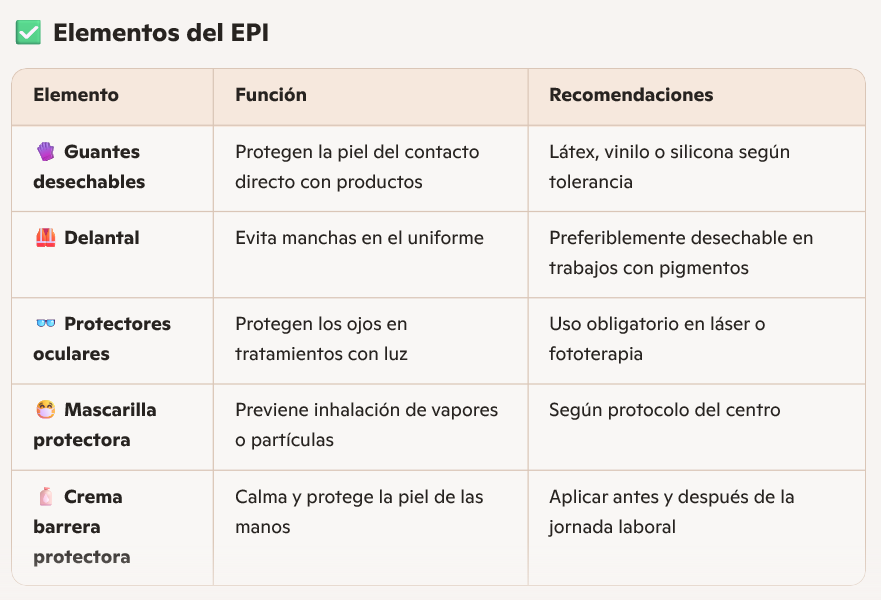 ✅ Elementos del EPI
Elemento
Función
Recomendaciones
🧤 Guantes
desechables
Protegen la piel del contacto
directo con productos
Látex, vinilo o silicona según
tolerancia
🦺 Delantal
Evita manchas en el uniforme
Preferiblemente desechable en
trabajos con pigmentos
👓 Protectores
oculares
Protegen los ojos en
tratamientos con luz
Uso obligatorio en láser o
fototerapia
😷 Mascarilla
protectora
Previene inhalación de vapores
o partículas
Según protocolo del centro
🧴 Crema
barrera
protectora
Calma y protege la piel de las
manos
Aplicar antes y después de la
jornada laboral